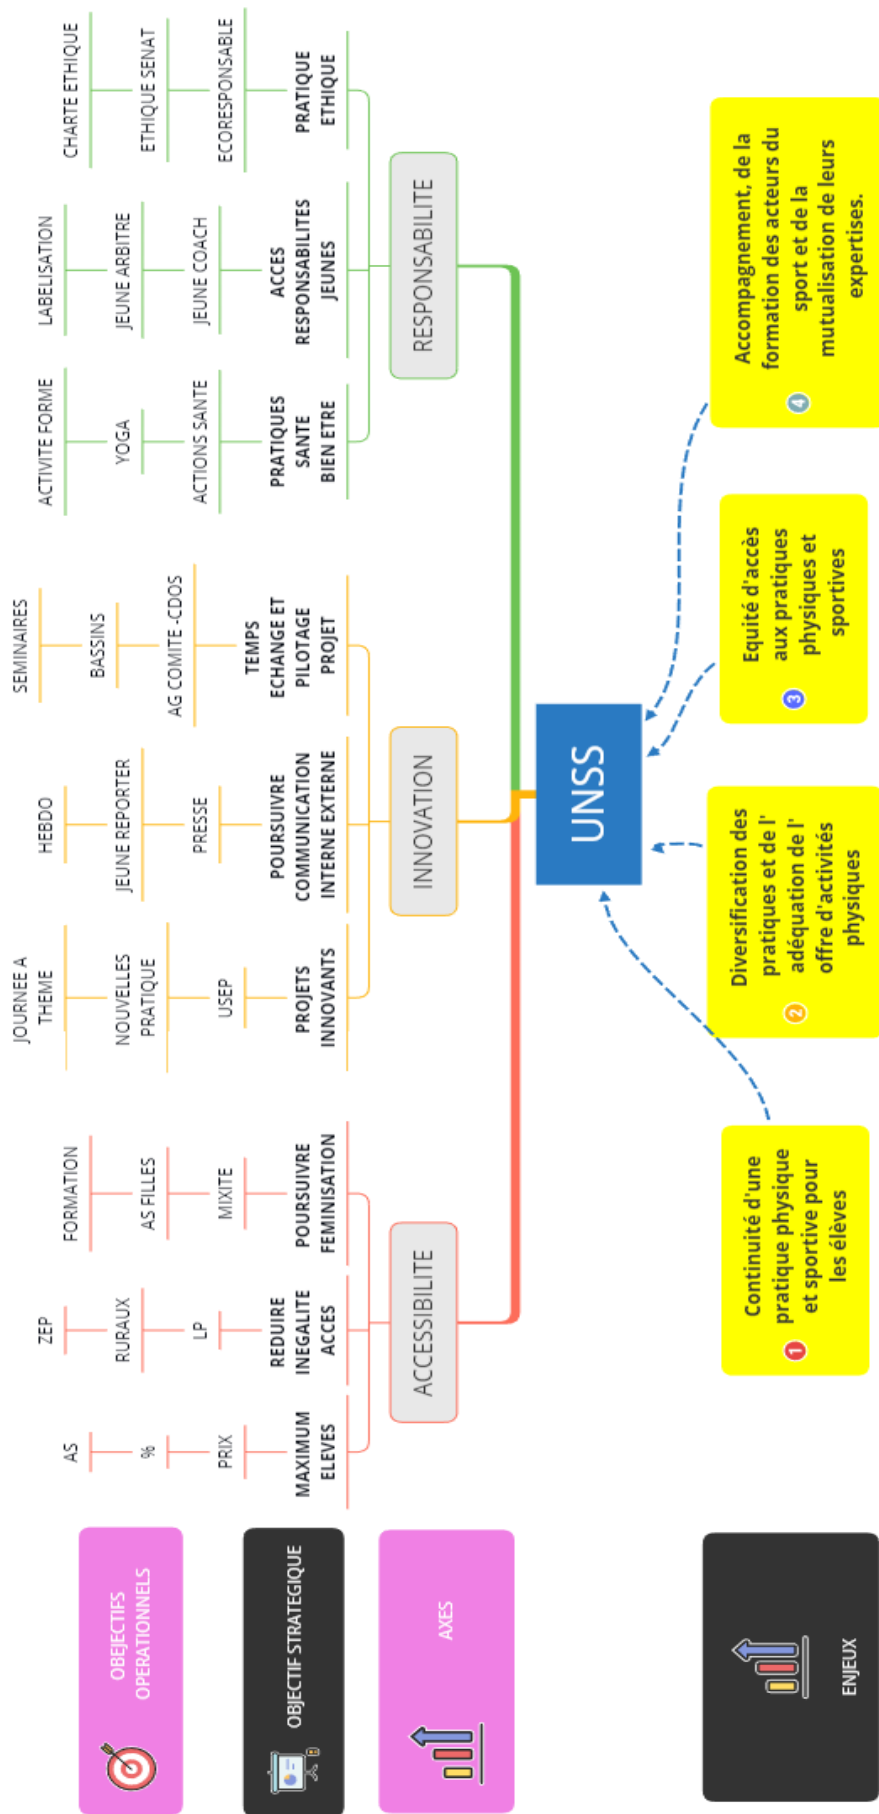 OBEJECTIFS
OPERATIONNELS
AS
%
PRIX
ZEP
RURAUX
LP
FORMATION
AS FILLES
MIXITE
JOURNEE A
THEME
NOUVELLES
PRATIQUE
USEP
HEBDO
JEUNE REPORTER
PRESSE
SEMINAIRES
BASSINS
AG COMITE -CDOS
ACTIVITE FORME
YOGA
ACTIONS SANTE
LABELISATION
JEUNE ARBITRE
JEUNE COACH
CHARTE ETHIQUE
ETHIQUE SENAT
ECORESPONSABLE
OBJECTIF STRATEGIQUE
MAXIMUM
ELEVES
REDUIRE
INEGALITE
ACCES
POURSUIVRE
FEMINISATION
PROJETS
INNOVANTS
POURSUIVRE
COMMUNICATION
INTERNE EXTERNE
TEMPS
ECHANGE ET
PILOTAGE
PROJET
PRATIQUES
SANTE
BIEN ETRE
ACCES
RESPONSABILITES
JEUNES
PRATIQUE
ETHIQUE
AXES
ACCESSIBILITE
INNOVATION
RESPONSABILITE
UNSS
ENJEUX
1
Continuité d'une
pratique physique
et sportive pour
les élèves
2
Diversification des
pratiques et de l'
adéquation de l'
offre d'activités
physiques
3
Equité d'accès
aux pratiques
physiques et
sportives
4
Accompagnement, de la
formation des acteurs du
sport et de la
mutualisation de leurs
expertises.